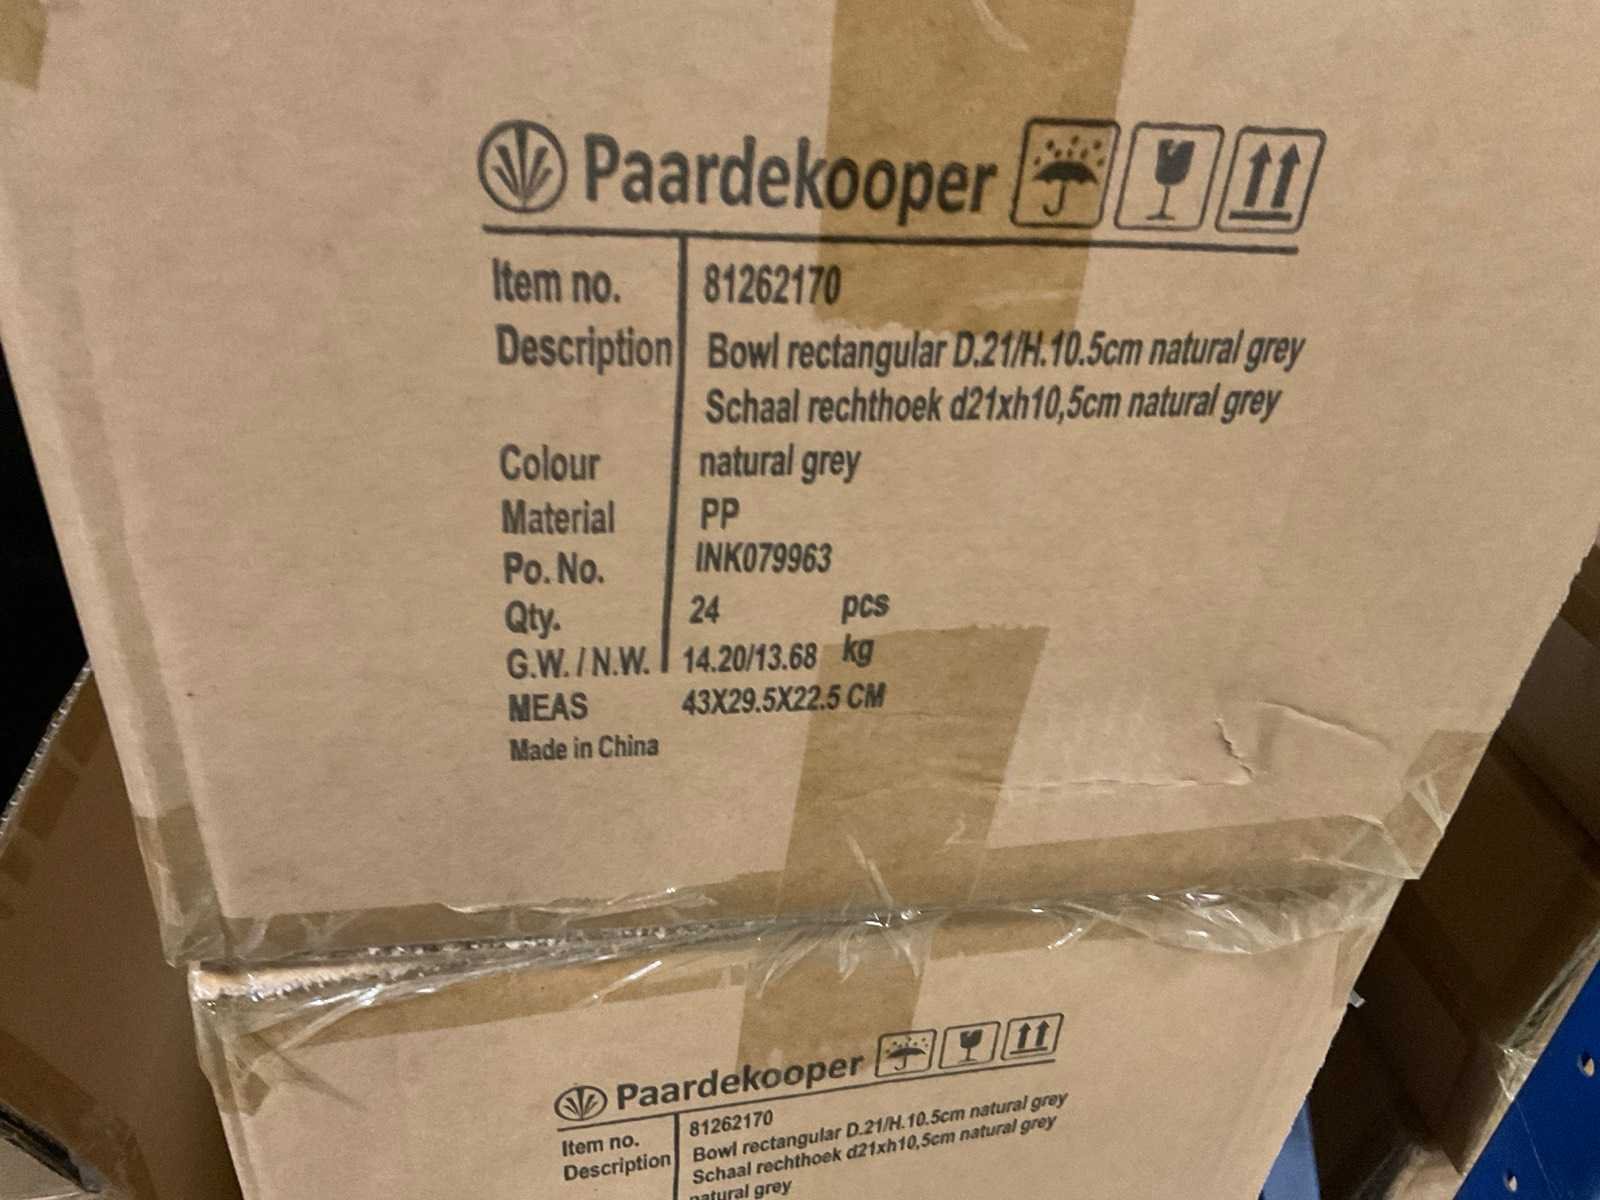 Paardekooper
Item no. 81262170
Description Bowl rectangular D.21/H.10.5cm natural grey
Schaal rechthoek d21xh10,5cm natural grey
Colour natural grey
Material PP
Po. No. INK079963
Qty. 24 pcs
G.W. / N.W. 14.20/13.68 kg
MEAS 43X29.5X22.5 CM
Made in China
Paardekooper
Item no. 81262170
Description Bowl rectangular D.21/H.10.5cm natural grey
Schaal rechthoek d21xh10,5cm natural grey
natural grey